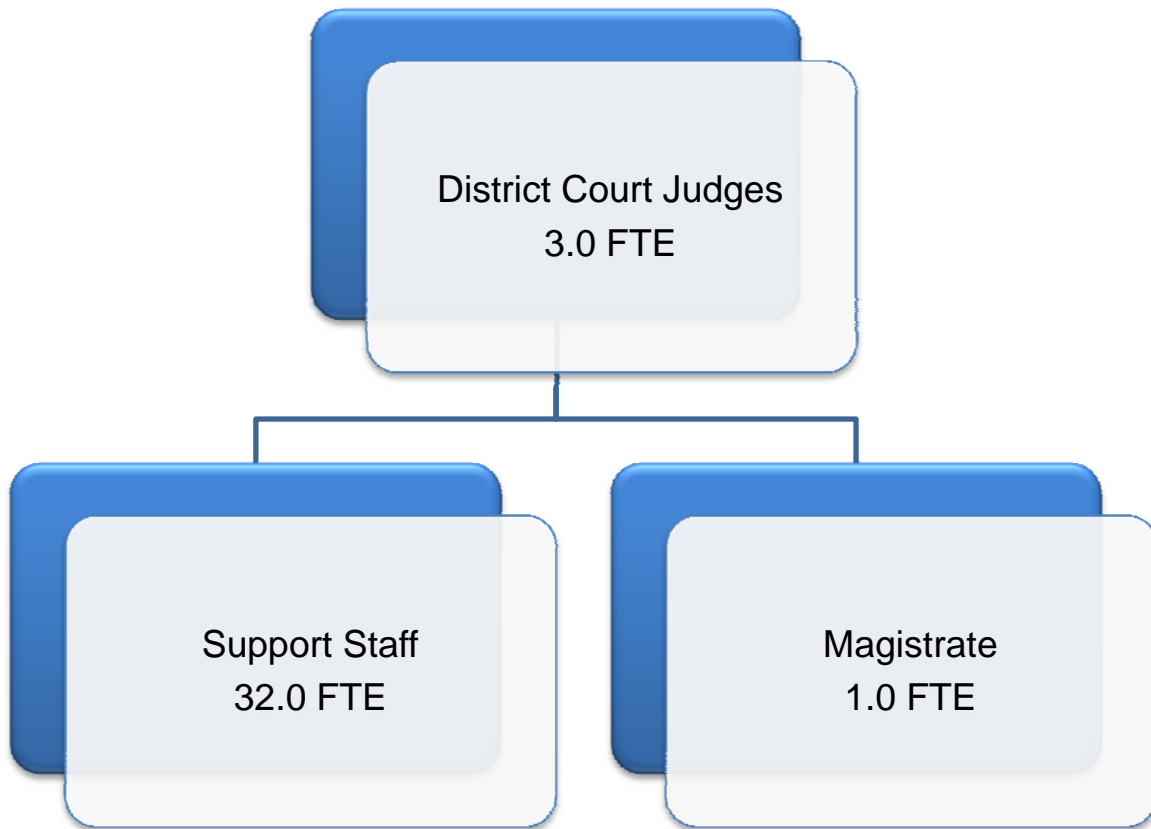 District Court Judges
3.0 FTE
Support Staff
32.0 FTE
Magistrate
1.0 FTE